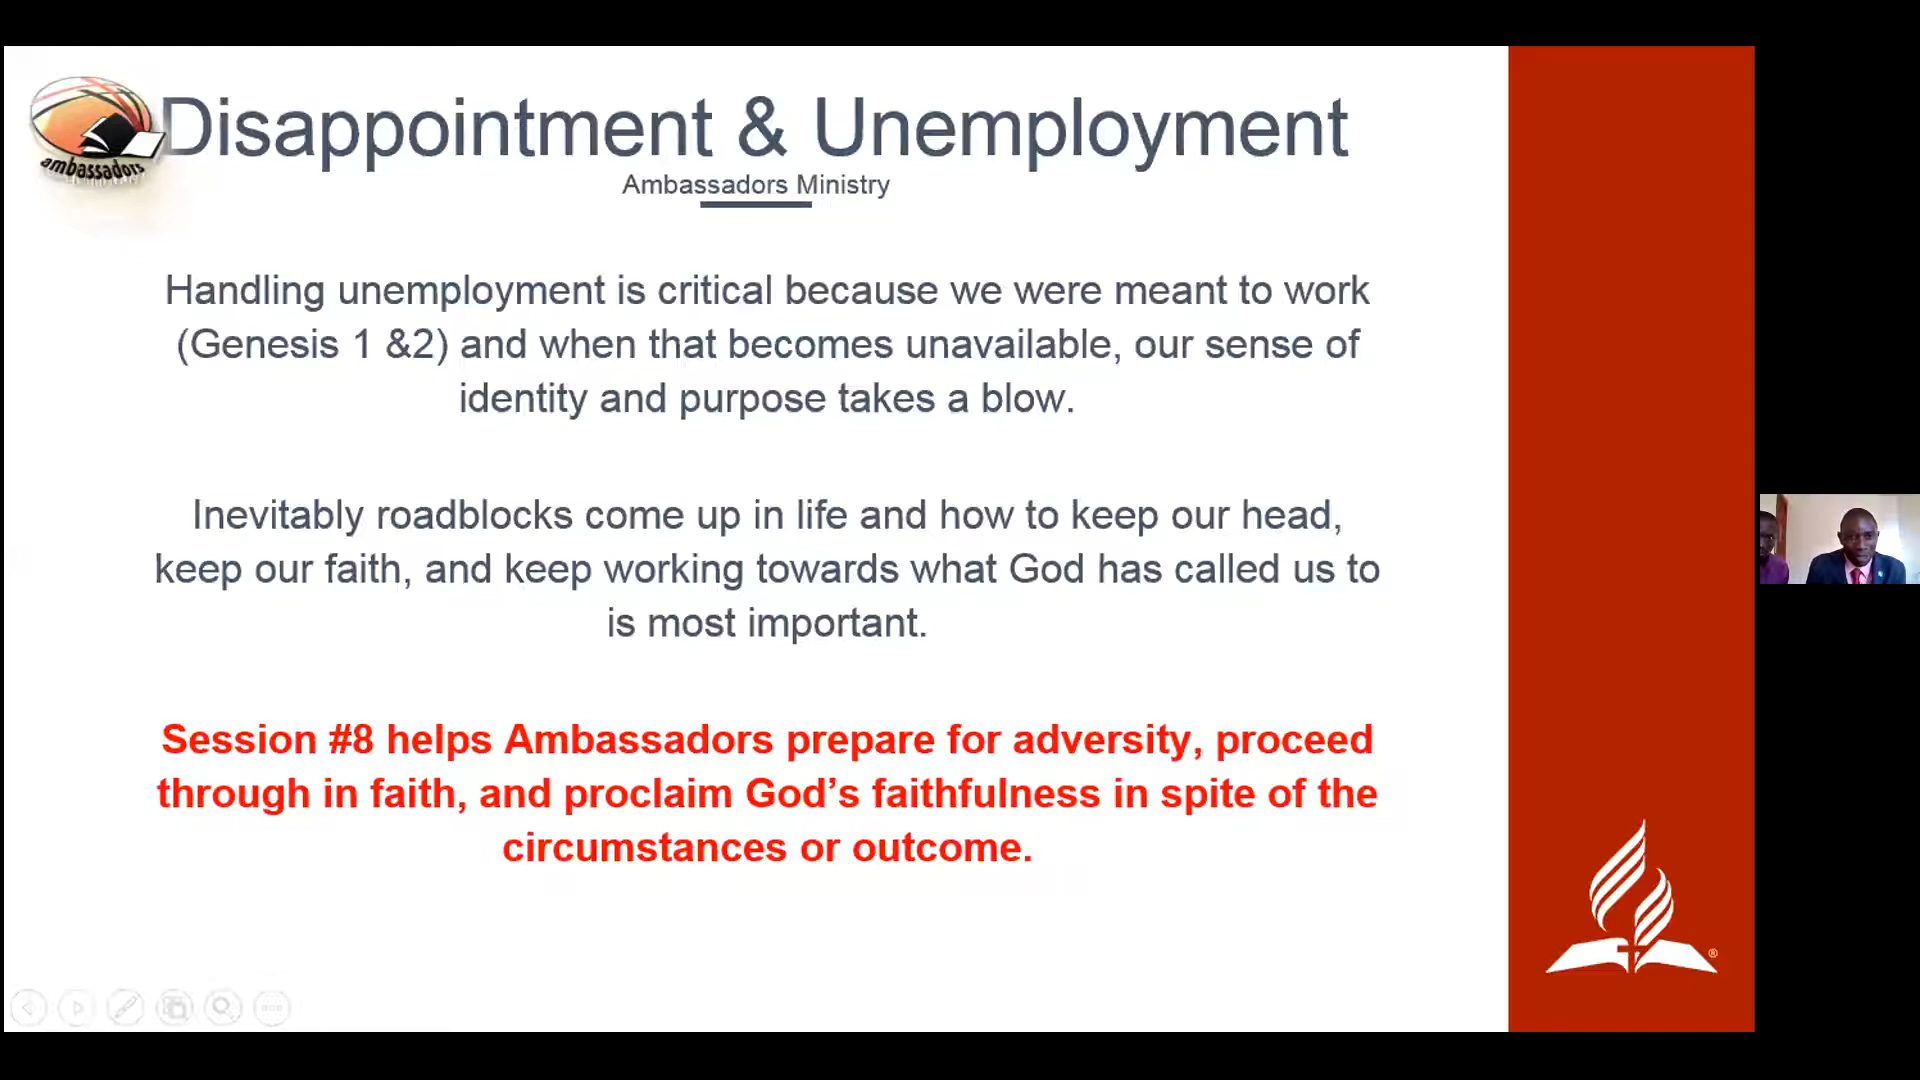 ambassadors
Disappointment & Unemployment
Ambassadors Ministry
Handling unemployment is critical because we were meant to work
(Genesis 1 &2) and when that becomes unavailable, our sense of
identity and purpose takes a blow.
Inevitably roadblocks come up in life and how to keep our head,
keep our faith, and keep working towards what God has called us to
is most important.
Session #8 helps Ambassadors prepare for adversity, proceed
through in faith, and proclaim God’s faithfulness in spite of the
circumstances or outcome.
®